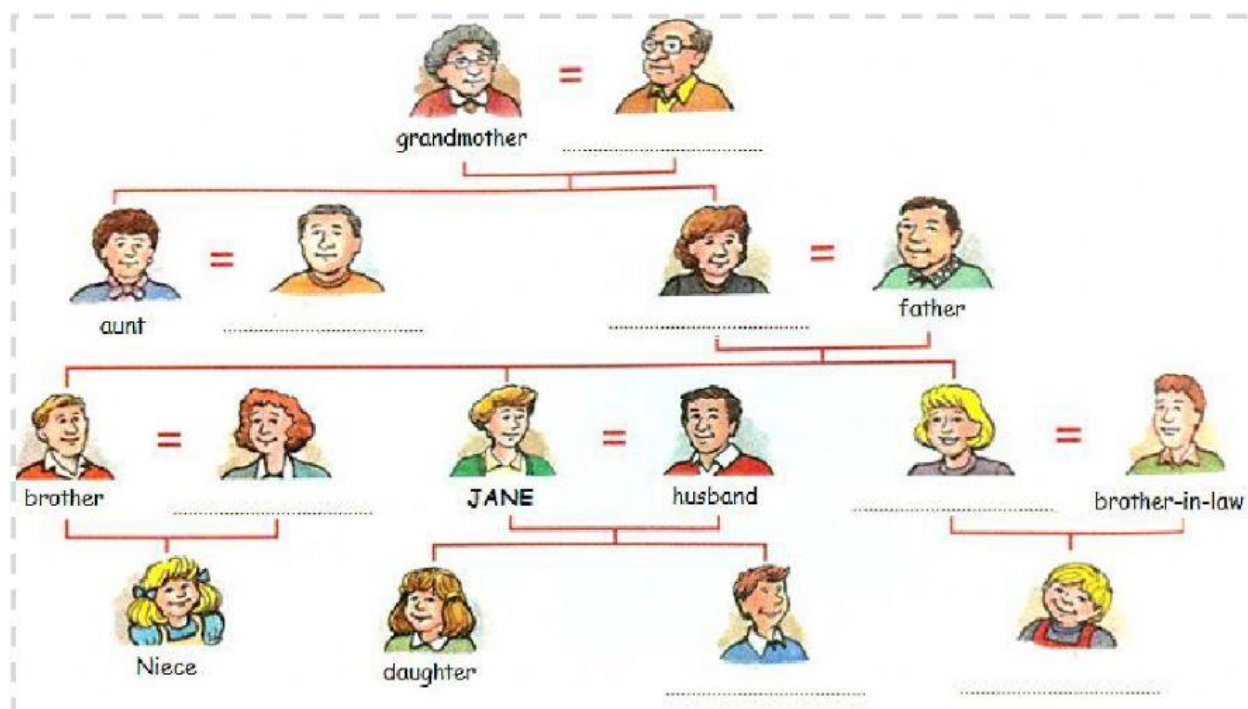 grandmother
aunt
father
brother
JANE
husband
brother-in-law
Niece
daughter